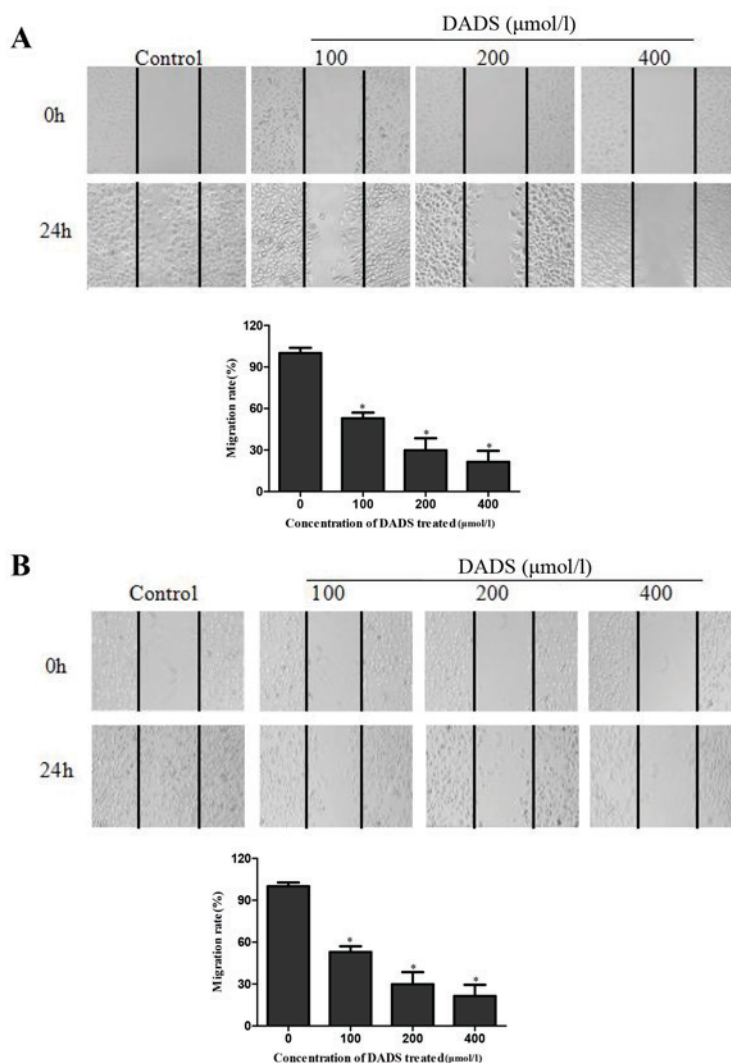 A
DADS (μmol/l)
Control 100 200 400
0h
24h
120
90
60
30
0
Migration rate(%)
* * *
0 100 200 400
Concentration of DADS treated(μmol/l)
B
DADS (μmol/l)
Control 100 200 400
0h
24h
120
90
60
30
0
Migration rate(%)
* * *
0 100 200 400
Concentration of DADS treated(μmol/l)